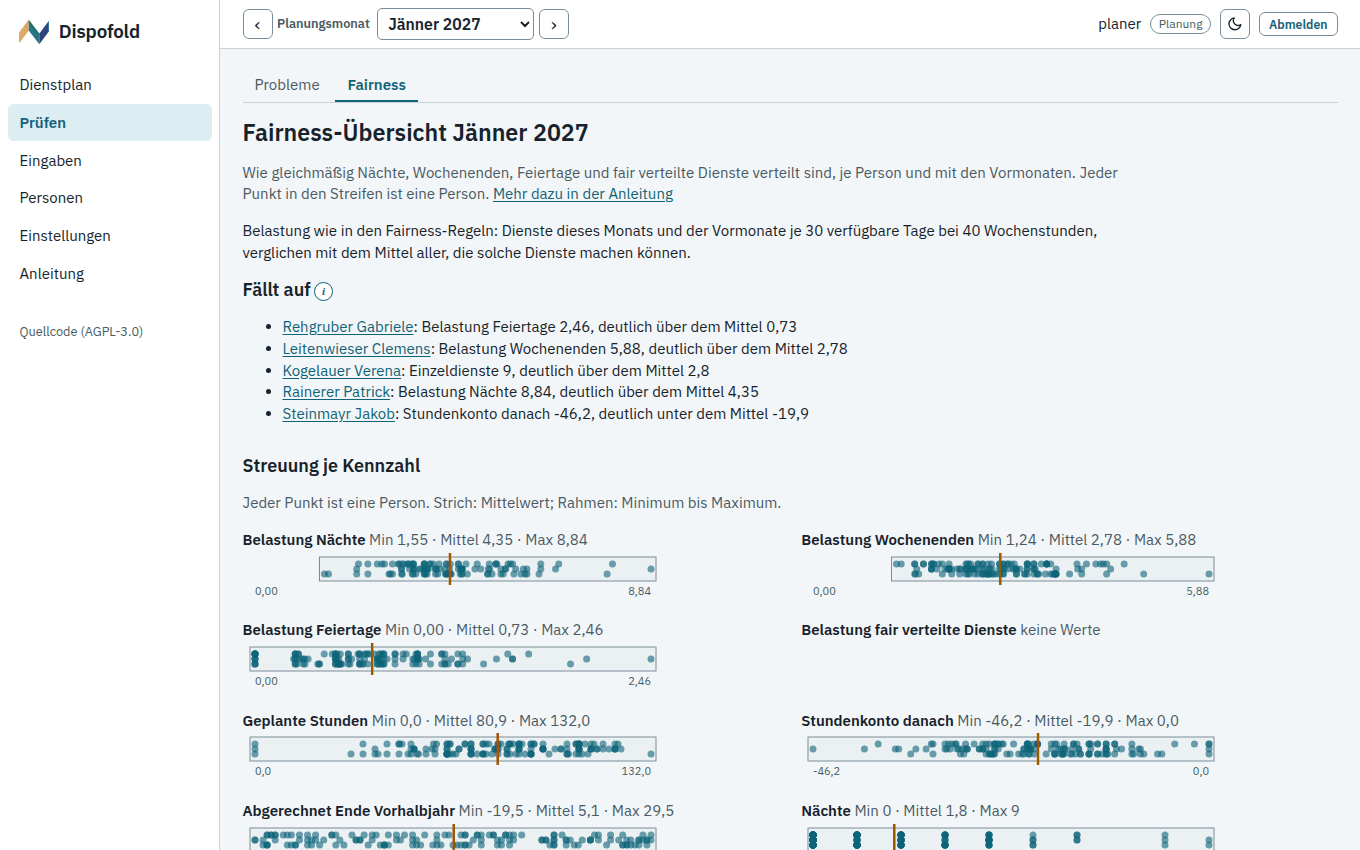 Dispofold
Dienstplan
Prüfen
Eingaben
Personen
Einstellungen
Anleitung
Quellcode (AGPL-3.0)
‹ Planungsmonat Jänner 2027 ›
planer Planung Abmelden
Probleme Fairness
Fairness-Übersicht Jänner 2027
Wie gleichmäßig Nächte, Wochenenden, Feiertage und fair verteilte Dienste verteilt sind, je Person und mit den Vormonaten. Jeder
Punkt in den Streifen ist eine Person. Mehr dazu in der Anleitung
Belastung wie in den Fairness-Regeln: Dienste dieses Monats und der Vormonate je 30 verfügbare Tage bei 40 Wochenstunden,
verglichen mit dem Mittel aller, die solche Dienste machen können.
Fällt auf i
• Rehgruber Gabriele: Belastung Feiertage 2,46, deutlich über dem Mittel 0,73
• Leitenwieser Clemens: Belastung Wochenenden 5,88, deutlich über dem Mittel 2,78
• Kogelauer Verena: Einzeldienste 9, deutlich über dem Mittel 2,8
• Rainerer Patrick: Belastung Nächte 8,84, deutlich über dem Mittel 4,35
• Steinmayr Jakob: Stundenkonto danach -46,2, deutlich unter dem Mittel -19,9
Streuung je Kennzahl
Jeder Punkt ist eine Person. Strich: Mittelwert; Rahmen: Minimum bis Maximum.
Belastung Nächte Min 1,55 · Mittel 4,35 · Max 8,84
0,00 8,84
Belastung Wochenenden Min 1,24 · Mittel 2,78 · Max 5,88
0,00 5,88
Belastung Feiertage Min 0,00 · Mittel 0,73 · Max 2,46
0,00 2,46
Belastung fair verteilte Dienste keine Werte
Geplante Stunden Min 0,0 · Mittel 80,9 · Max 132,0
0,0 132,0
Stundenkonto danach Min -46,2 · Mittel -19,9 · Max 0,0
-46,2 0,0
Abgerechnet Ende Vorhalbjahr Min -19,5 · Mittel 5,1 · Max 29,5
Nächte Min 0 · Mittel 1,8 · Max 9